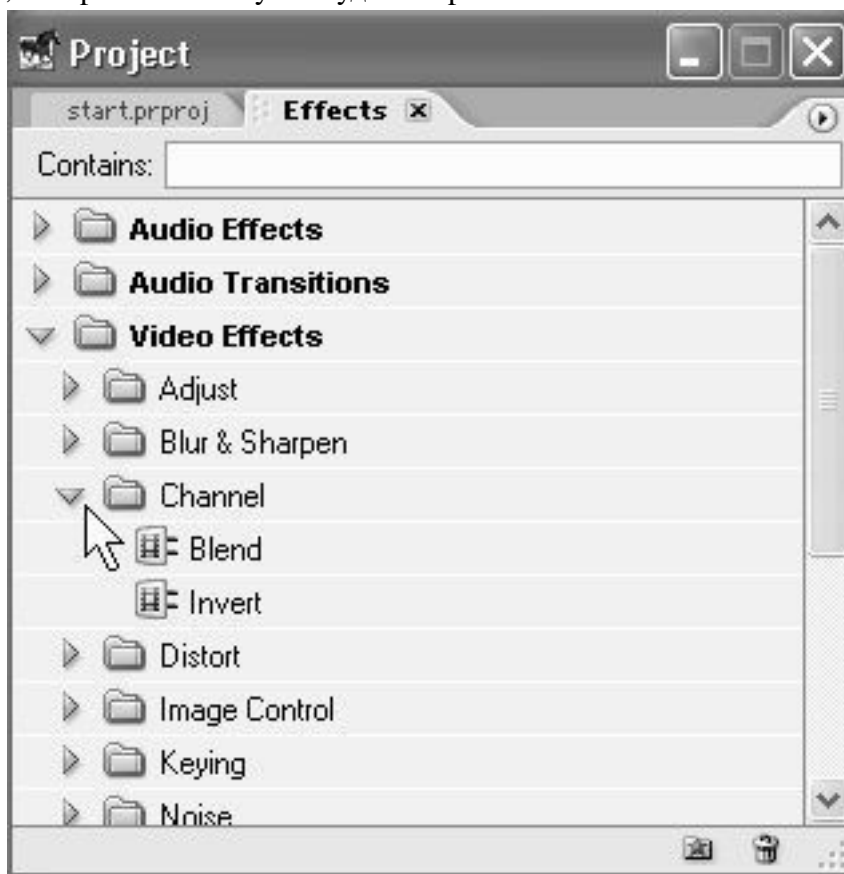 Project
start.prproj Effects
Contains:
Audio Effects
Audio Transitions
Video Effects
Adjust
Blur & Sharpen
Channel
Blend
Invert
Distort
Image Control
Keying
Noise